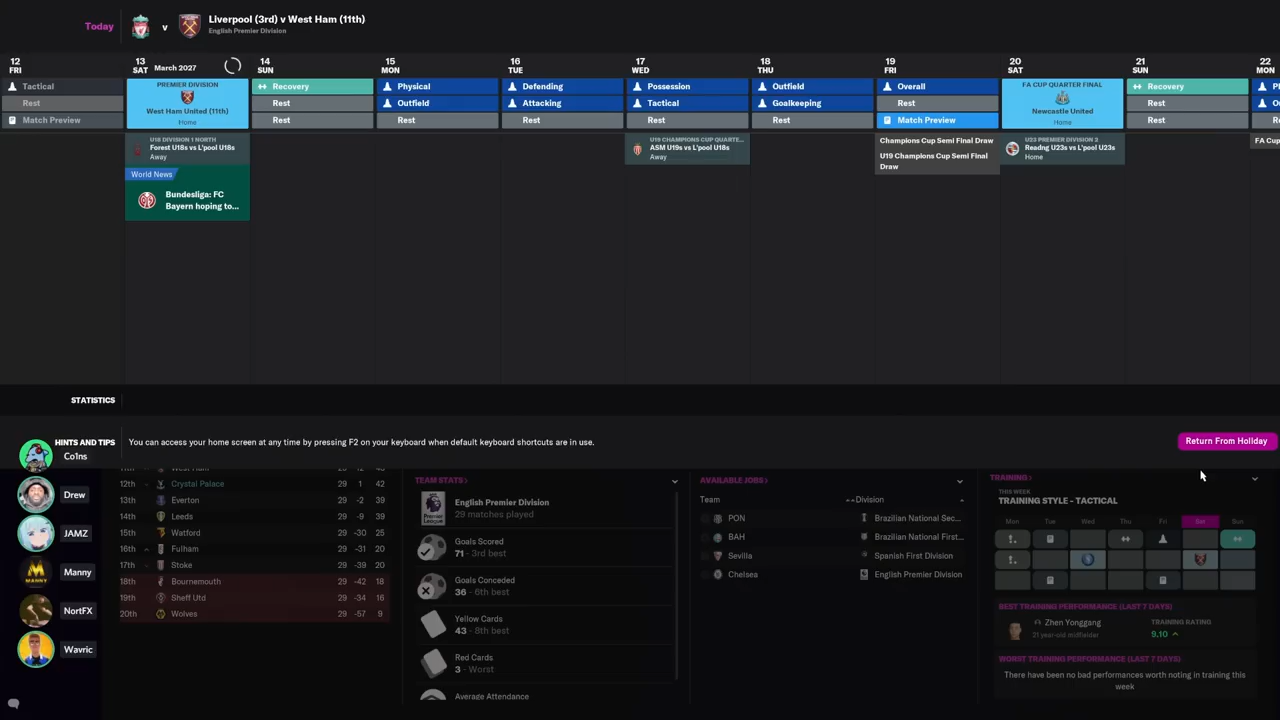 Today
v
Liverpool (3rd) v West Ham (11th)
English Premier Division
12
FRI
13
SAT
March 2027
14
SUN
15
MON
16
TUE
17
WED
18
THU
19
FRI
20
SAT
21
SUN
22
MON
Tactical
Rest
Match Preview
PREMIER DIVISION
West Ham United (11th)
Home
Recovery
Rest
Rest
Physical
Outfield
Rest
Defending
Attacking
Rest
Possession
Tactical
Rest
Outfield
Goalkeeping
Rest
Overall
Rest
Match Preview
FA CUP QUARTER FINAL
Newcastle United
Home
Recovery
Rest
Rest
U18 DIVISION 1 NORTH
Forest U18s vs L'pool U18s
Away
World News
Bundesliga: FC
Bayern hoping to...
U19 CHAMPIONS CUP QUARTE...
ASM U19s vs L'pool U18s
Away
Champions Cup Semi Final Draw
U19 Champions Cup Semi Final
Draw
U23 PREMIER DIVISION 2
Readng U23s vs L'pool U23s
Home
FA Cup
STATISTICS
HINTS AND TIPS
You can access your home screen at any time by pressing F2 on your keyboard when default keyboard shortcuts are in use.
Return From Holiday
Co1ns
Drew
JAMZ
Manny
NortFX
Wavric
12th Crystal Palace 29 1 42
13th Everton 29 -2 39
14th Leeds 29 -9 39
15th Watford 29 -30 25
16th Fulham 29 -31 20
17th Stoke 29 -39 20
18th Bournemouth 29 -42 18
19th Sheff Utd 29 -34 16
20th Wolves 29 -57 9
TEAM STATS >
English Premier Division
29 matches played
Goals Scored
71 - 3rd best
Goals Conceded
36 - 6th best
Yellow Cards
43 - 8th best
Red Cards
3 - Worst
Average Attendance
AVAILABLE JOBS >
Team Division
PON Brazilian National Sec...
BAH Brazilian National First...
Sevilla Spanish First Division
Chelsea English Premier Division
TRAINING >
THIS WEEK
TRAINING STYLE - TACTICAL
Mon Tue Wed Thu Fri Sat Sun
BEST TRAINING PERFORMANCE (LAST 7 DAYS)
Zhen Yonggang
21 year-old midfielder.
TRAINING RATING
9.10
WORST TRAINING PERFORMANCE (LAST 7 DAYS)
There have been no bad performances worth noting in training this
week